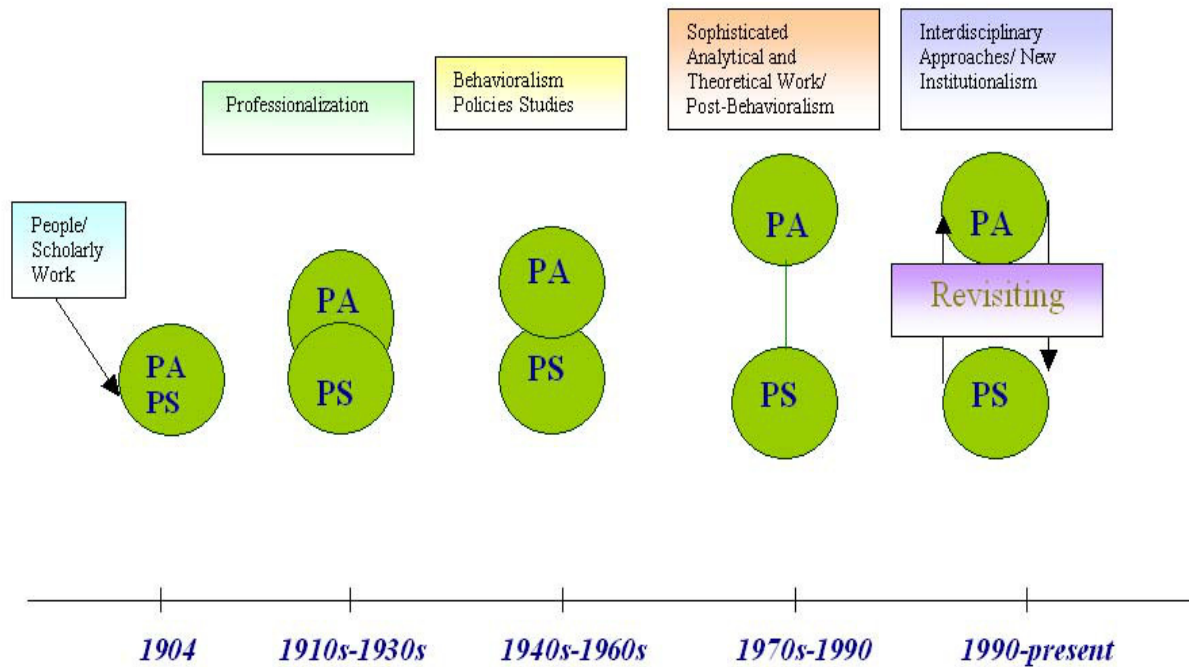 People/
Scholarly
Work
PA
PS
Professionalization
PA
PS
Behavioralism
Policies Studies
PA
PS
Sophisticated
Analytical and
Theoretical Work/
Post-Behavioralism
PA
PS
Interdisciplinary
Approaches/ New
Institutionalism
PA
Revisiting
PS
1904
1910s-1930s
1940s-1960s
1970s-1990
1990-present